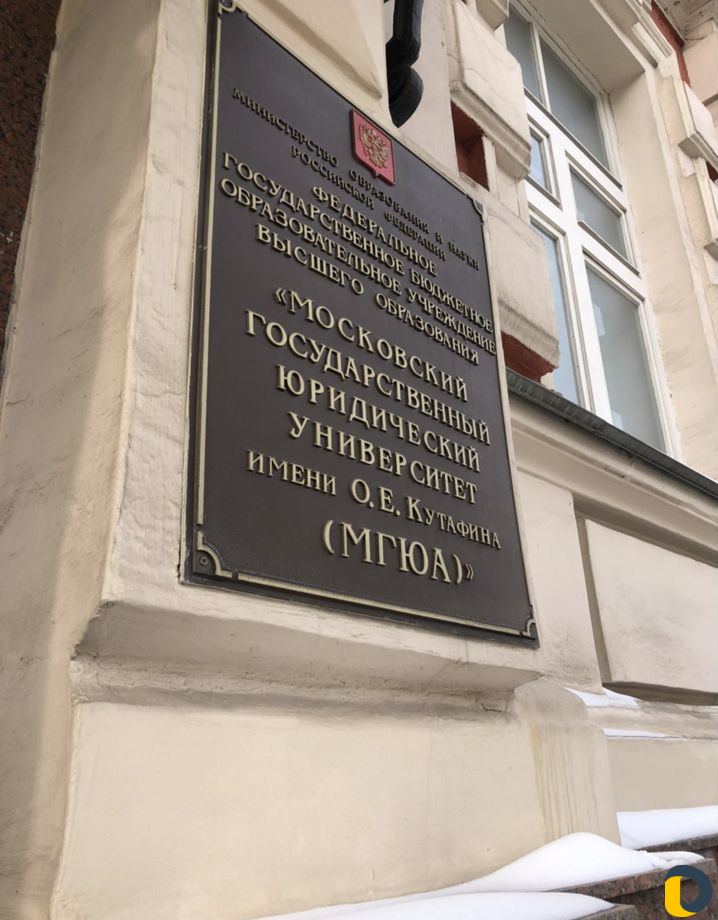 МИНИСТЕРСТВО ОБРАЗОВАНИЯ И НАУКИ
РОССИЙСКОЙ ФЕДЕРАЦИИ
ФЕДЕРАЛЬНОЕ
ГОСУДАРСТВЕННОЕ БЮДЖЕТНОЕ
ОБРАЗОВАТЕЛЬНОЕ УЧРЕЖДЕНИЕ
ВЫСШЕГО ОБРАЗОВАНИЯ
«МОСКОВСКИЙ
ГОСУДАРСТВЕННЫЙ
ЮРИДИЧЕСКИЙ
УНИВЕРСИТЕТ
ИМЕНИ О.Е. КУТАФИНА
(МГЮА)»